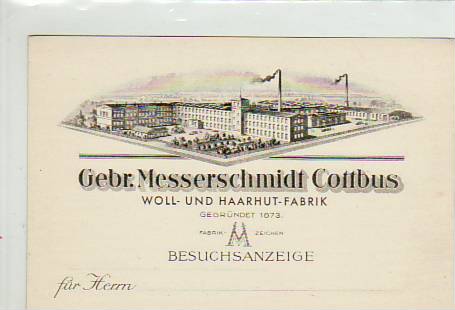 Gebr. Messerschmidt Cottbus
WOLL- UND HAARHUT-FABRIK
GEGRÜNDET 1873.
FABRIK- M ZEICHEN
BESUCHSANZEIGE
für Herrn